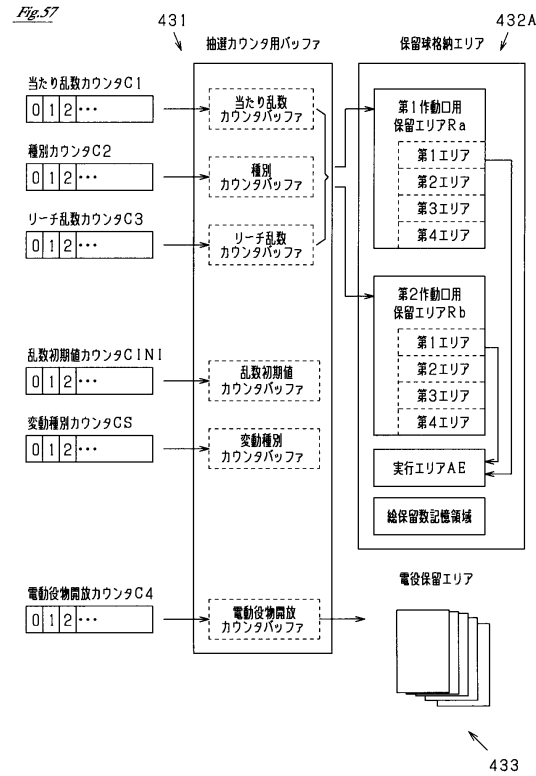 Fig.57
431
432A
抽選カウンタ用バッファ
保留球格納エリア
当たり乱数カウンタC1
0 1 2 ・・・
当たり乱数
カウンタバッファ
種別カウンタC2
0 1 2 ・・・
種別
カウンタバッファ
リーチ乱数カウンタC3
0 1 2 ・・・
リーチ乱数
カウンタバッファ
第1作動口用
保留エリアRa
第1エリア
第2エリア
第3エリア
第4エリア
第2作動口用
保留エリアRb
第1エリア
第2エリア
第3エリア
第4エリア
乱数初期値カウンタCINI
0 1 2 ・・・
乱数初期値
カウンタバッファ
変動種別カウンタCS
0 1 2 ・・・
変動種別
カウンタバッファ
実行エリアAE
総保留数記憶領域
電動役物開放カウンタC4
0 1 2 ・・・
電動役物開放
カウンタバッファ
電役保留エリア
433